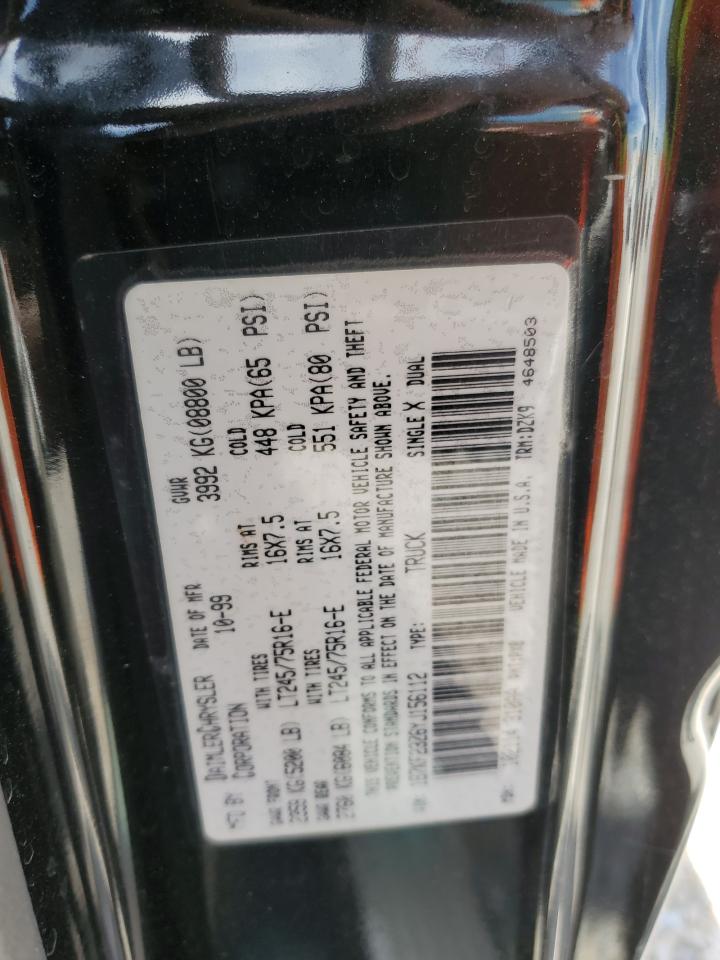 MFD BY DAIMLERCHRYSLER CORPORATION DATE OF MFR 10-99 GVWR 3992 KG(08800 LB)
GAWR FRONT WITH TIRES RIMS AT COLD
2359 KG(5200 LB) LT245/75R16-E 16X7.5 448 KPA(65 PSI)
GAWR REAR WITH TIRES RIMS AT COLD
KG(6084 LB) LT245/75R16-E 16X7.5 551 KPA(80 PSI)
THIS VEHICLE CONFORMS TO ALL APPLICABLE FEDERAL MOTOR VEHICLE SAFETY AND THEFT
PREVENTION STANDARDS IN EFFECT ON THE DATE OF MANUFACTURE SHOWN ABOVE.
TYPE: TRUCK SINGLE X DUAL
VEHICLE MADE IN U.S.A. TRM:DZK9
4648503